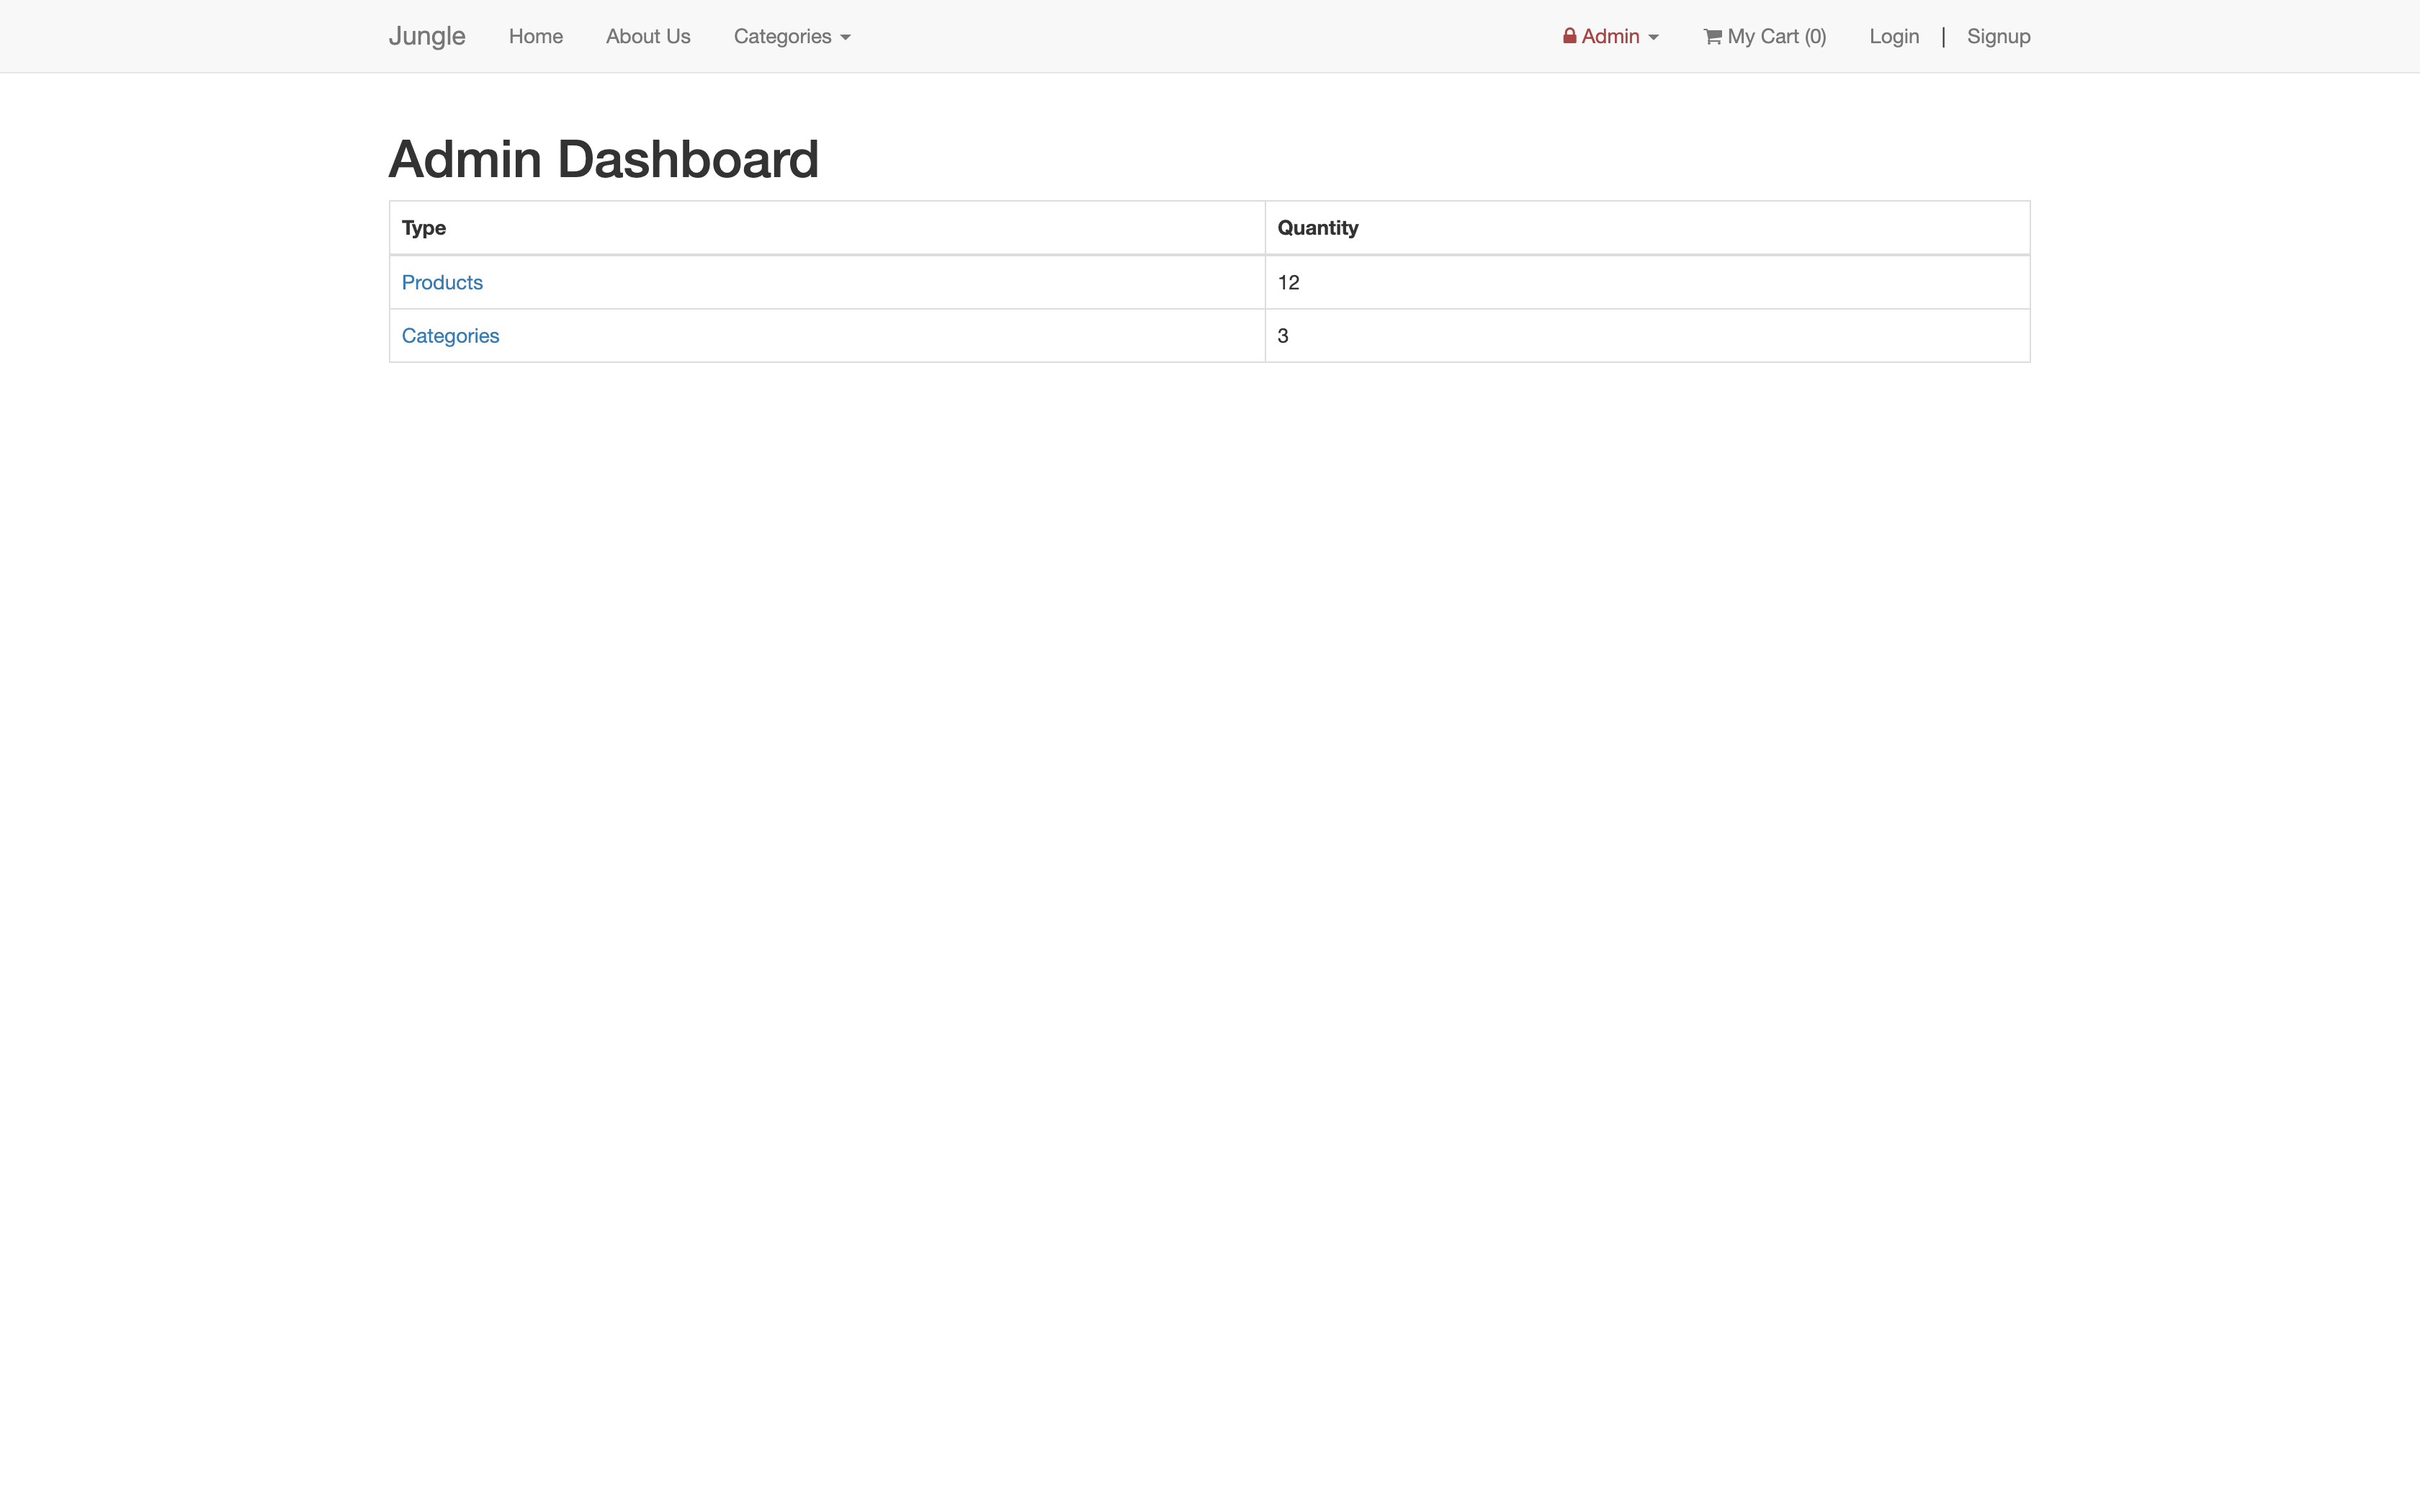 Jungle Home About Us Categories Admin My Cart (0) Login | Signup
Admin Dashboard
Type Quantity
Products 12
Categories 3